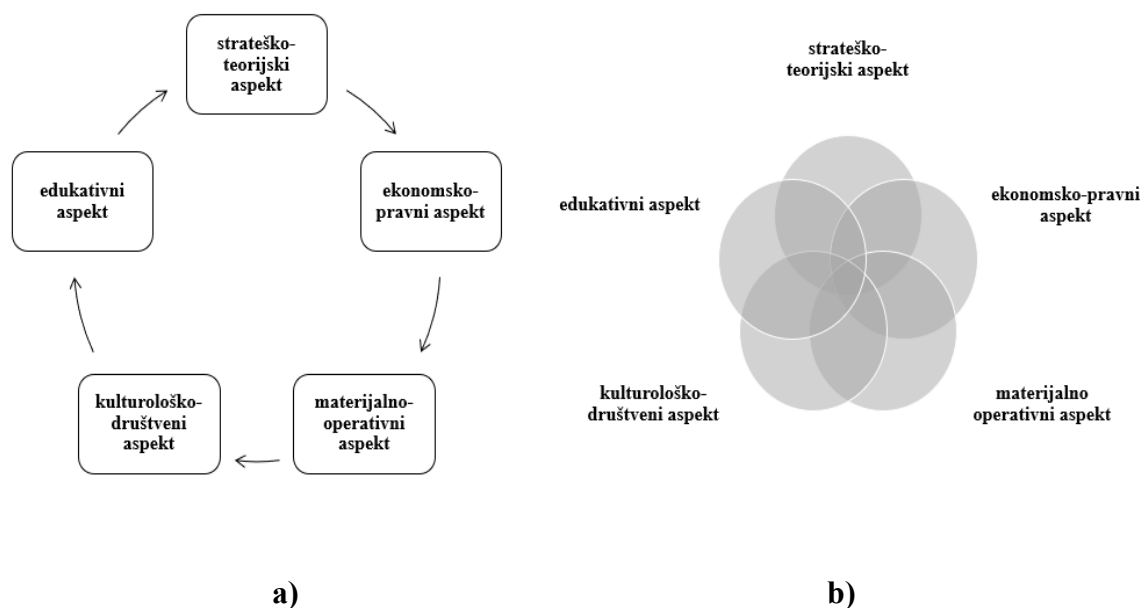 strateško-
teorijski
aspekt
edukativni
aspekt
ekonomsko-
pravni aspekt
kulturološko-
društveni
aspekt
materijalno-
operativni
aspekt
a)
strateško-
teorijski aspekt
edukativni aspekt
ekonomsko-pravni
aspekt
kulturološko-
društveni aspekt
materijalno
operativni aspekt
b)